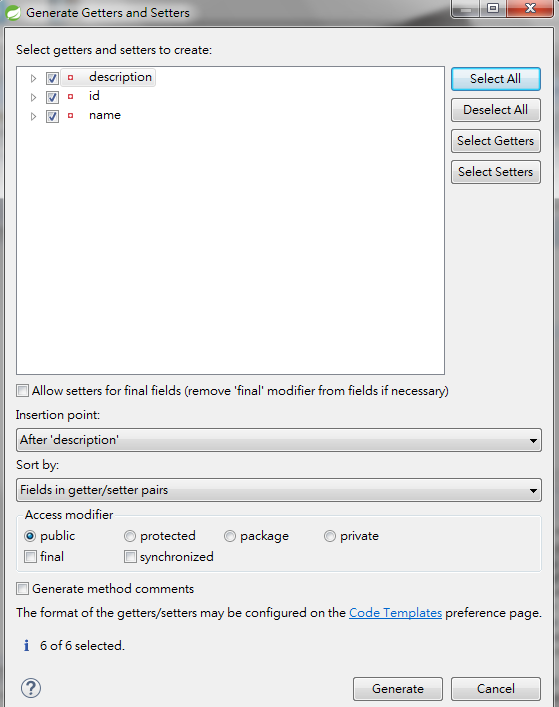 Generate Getters and Setters
Select getters and setters to create:
description
id
name
Select All
Deselect All
Select Getters
Select Setters
Allow setters for final fields (remove 'final' modifier from fields if necessary)
Insertion point:
After 'description'
Sort by:
Fields in getter/setter pairs
Access modifier
public protected package private
final synchronized
Generate method comments
The format of the getters/setters may be configured on the Code Templates preference page.
i 6 of 6 selected.
? Generate Cancel